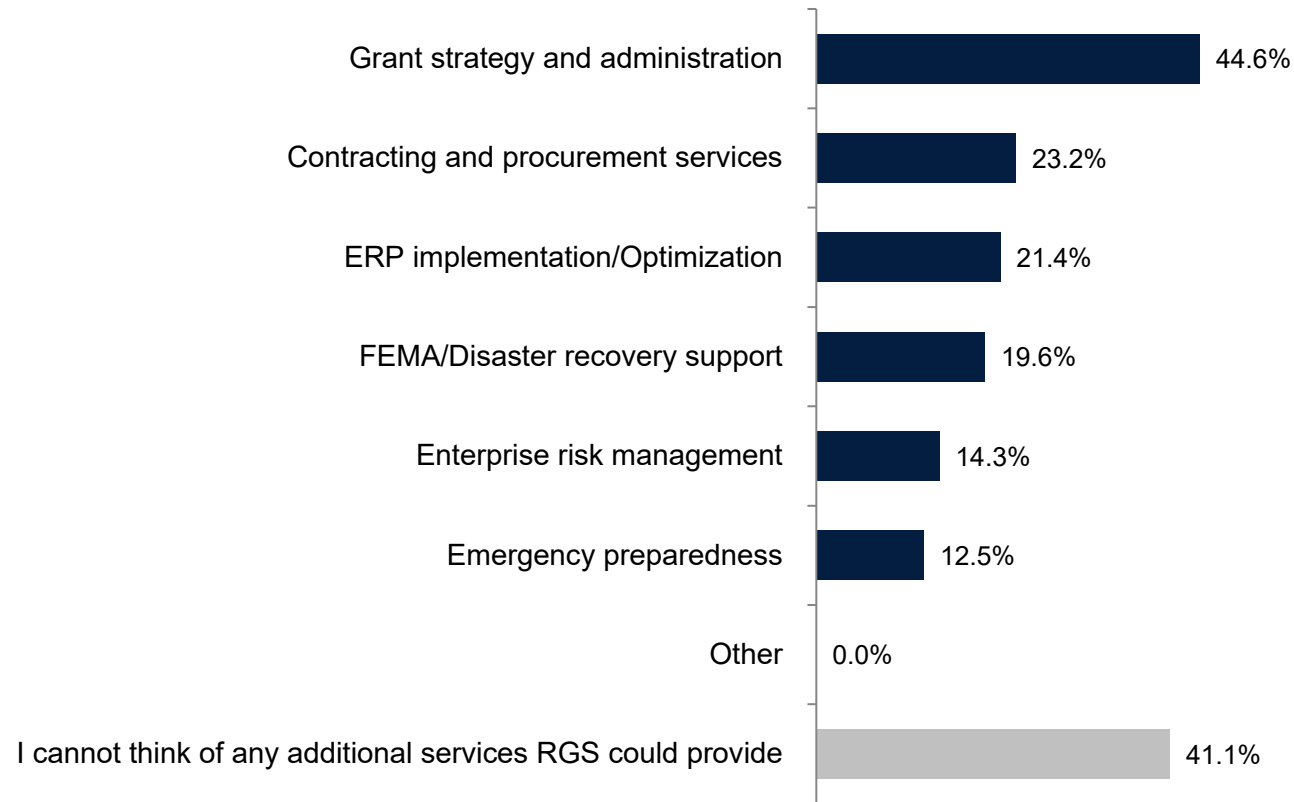 Grant strategy and administration 44.6%
Contracting and procurement services 23.2%
ERP implementation/Optimization 21.4%
FEMA/Disaster recovery support 19.6%
Enterprise risk management 14.3%
Emergency preparedness 12.5%
Other 0.0%
I cannot think of any additional services RGS could provide 41.1%